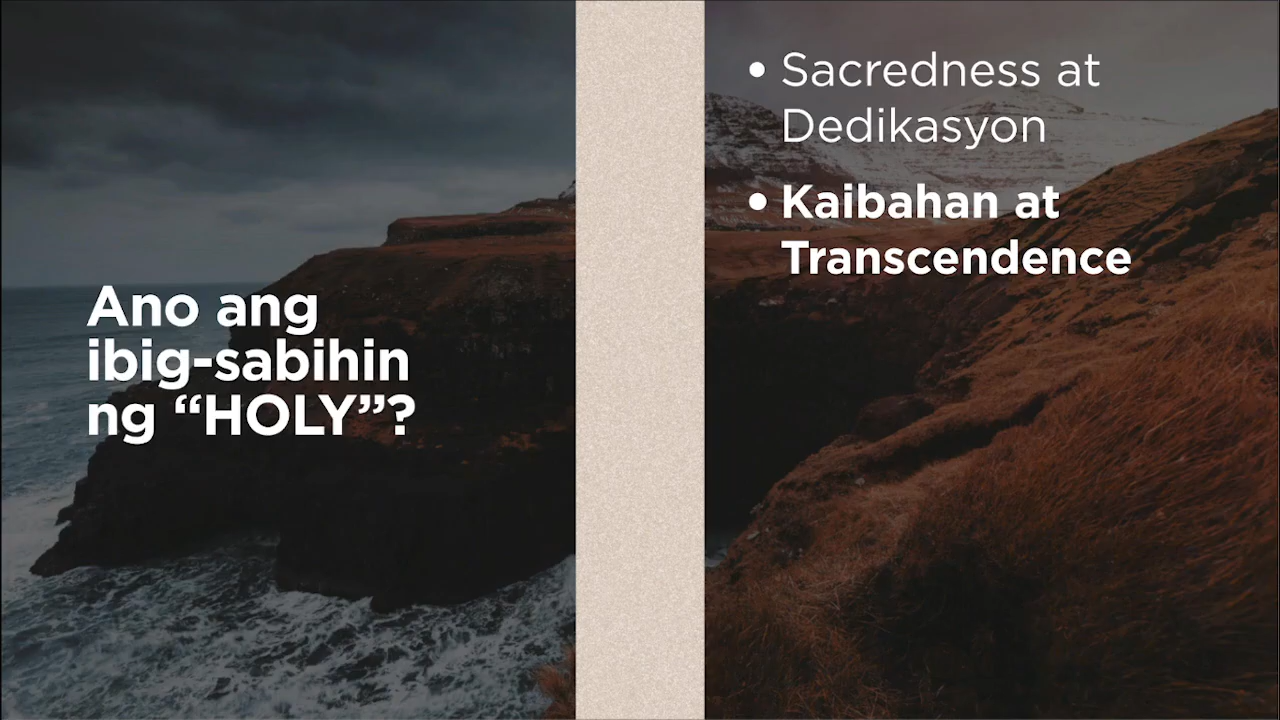 Ano ang
ibig-sabihin
ng “HOLY”?
• Sacredness at
Dedikasyon
• Kaibahan at
Transcendence